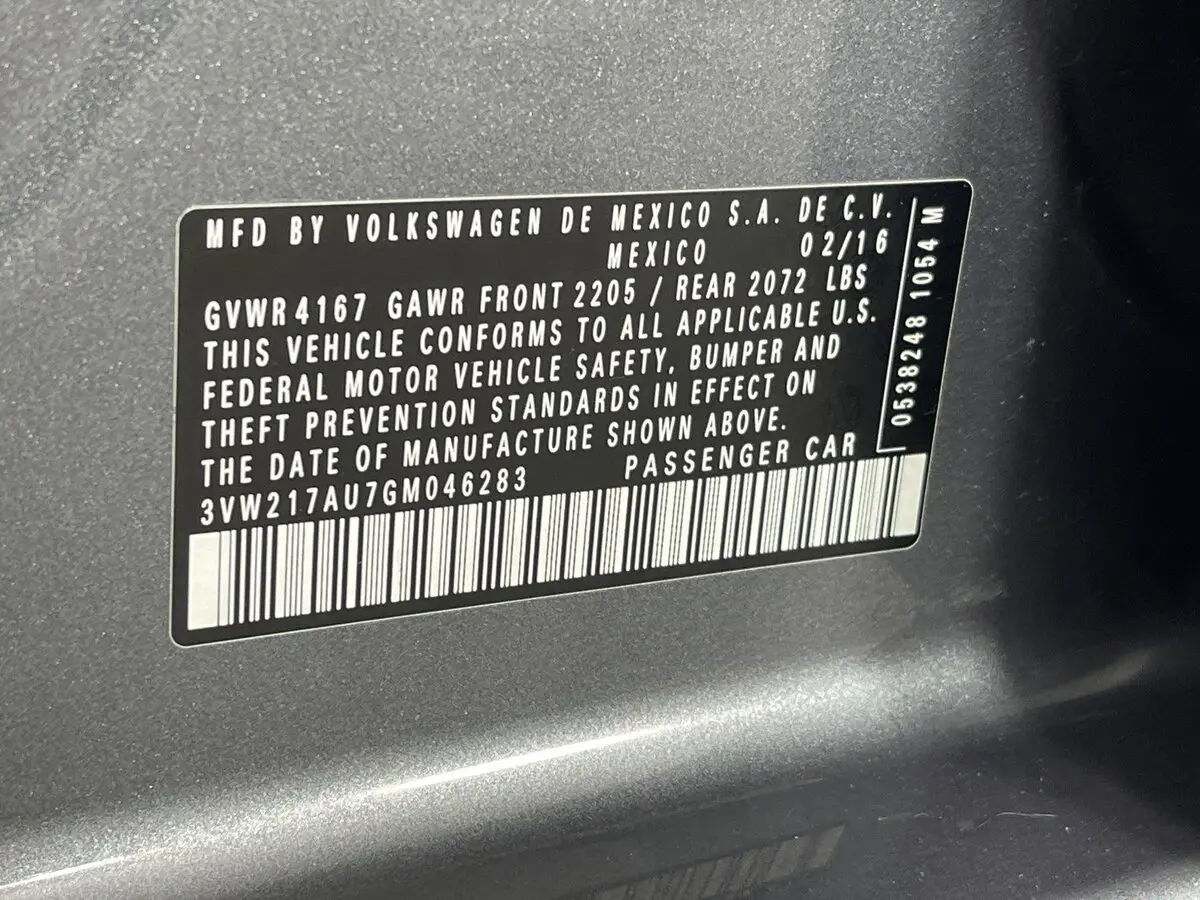 MFD BY VOLKSWAGEN DE MEXICO S.A. DE C.V.
MEXICO 02/16
GVWR 4167 GAWR FRONT 2205 / REAR 2072 LBS
THIS VEHICLE CONFORMS TO ALL APPLICABLE U.S.
FEDERAL MOTOR VEHICLE SAFETY, BUMPER AND
THEFT PREVENTION STANDARDS IN EFFECT ON
THE DATE OF MANUFACTURE SHOWN ABOVE.
3VW217AU7GM046283 PASSENGER CAR
0538248 1054 M